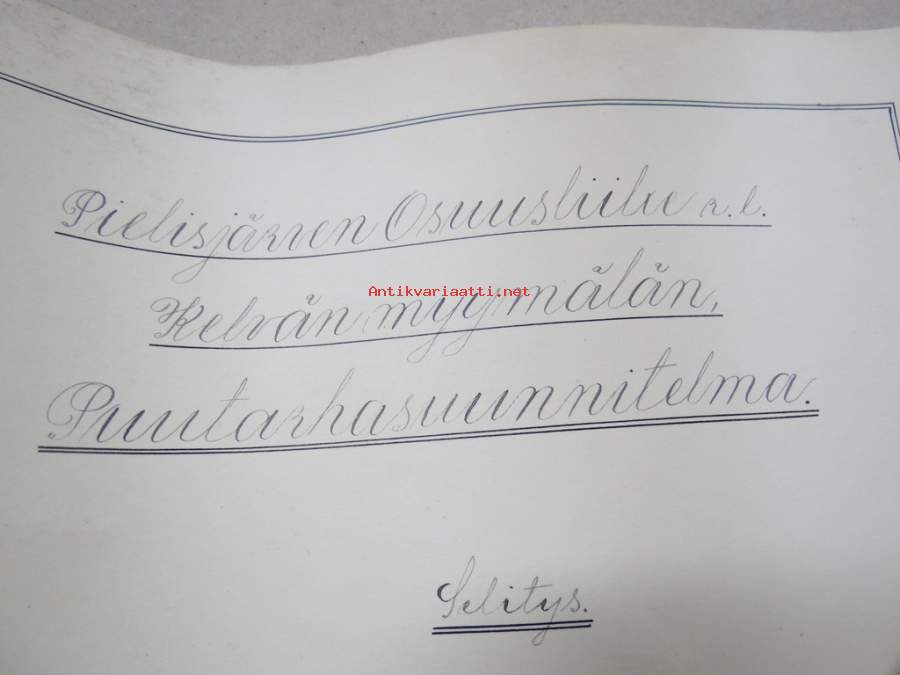 Pielisjärven Osuusliike r.l.
Antikvariaatti.net
Kelvän myymälän,
Puutarhasuunnitelma.
Selitys.